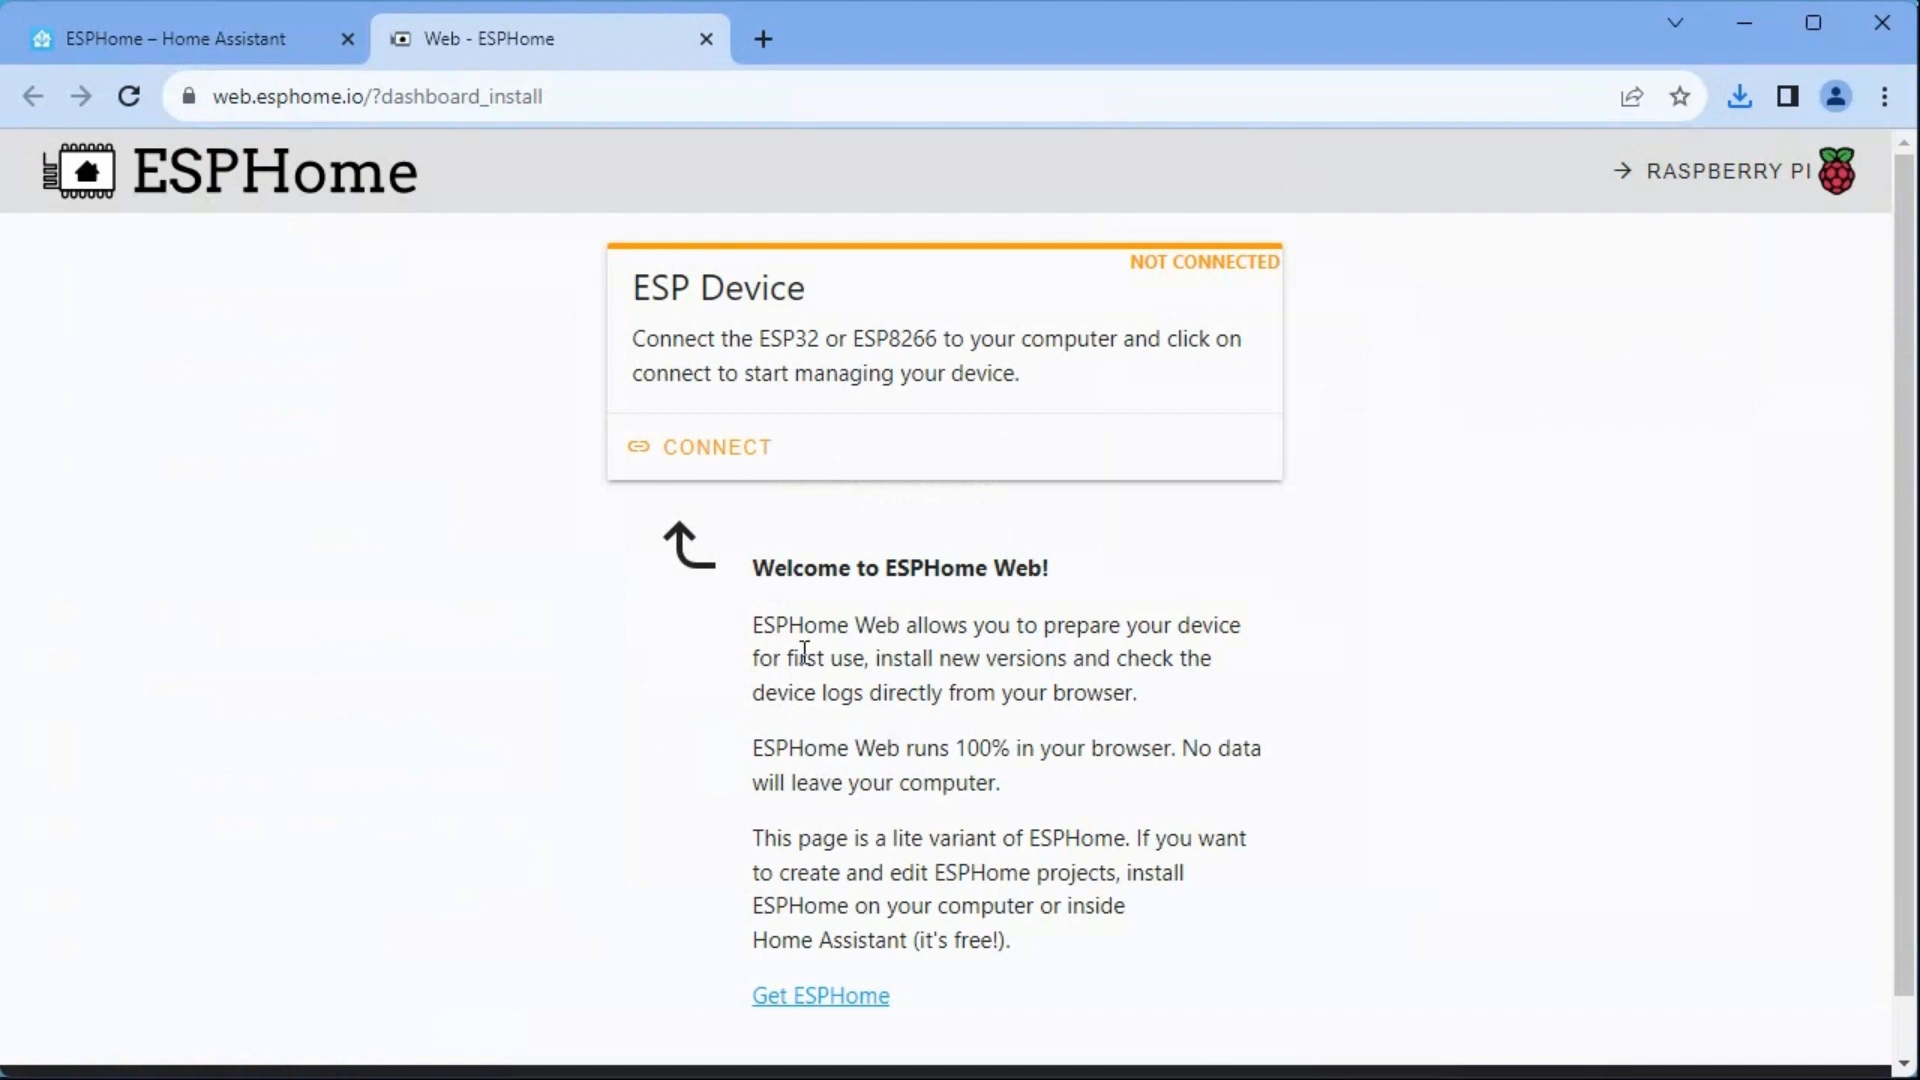 ESPHome – Home Assistant
Web - ESPHome
web.esphome.io/?dashboard_install
ESPHome
RASPBERRY PI
NOT CONNECTED
ESP Device
Connect the ESP32 or ESP8266 to your computer and click on
connect to start managing your device.
CONNECT
Welcome to ESPHome Web!
ESPHome Web allows you to prepare your device
for first use, install new versions and check the
device logs directly from your browser.
ESPHome Web runs 100% in your browser. No data
will leave your computer.
This page is a lite variant of ESPHome. If you want
to create and edit ESPHome projects, install
ESPHome on your computer or inside
Home Assistant (it's free!).
Get ESPHome